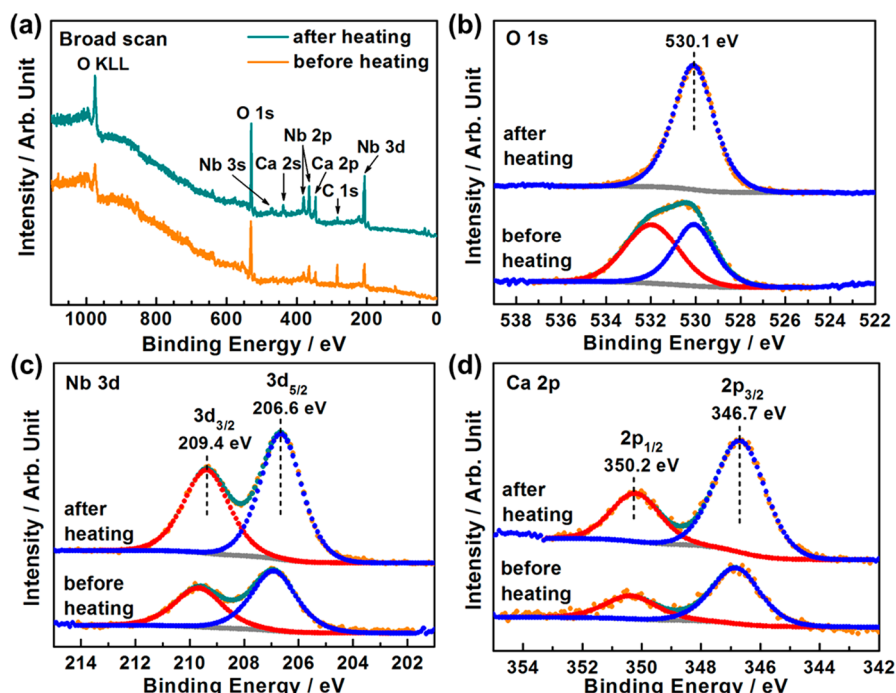 (a)
Broad scan
after heating
before heating
O KLL
O 1s
Nb 2p
Nb 3s
Ca 2s
Ca 2p
C 1s
Nb 3d
Intensity / Arb. Unit
1000 800 600 400 200 0
Binding Energy / eV
(b)
O 1s
530.1 eV
after
heating
before
heating
Intensity / Arb. Unit
538 536 534 532 530 528 526 524 522
Binding Energy / eV
(c)
Nb 3d
3d5/2
206.6 eV
3d3/2
209.4 eV
after
heating
before
heating
Intensity / Arb. Unit
214 212 210 208 206 204 202
Binding Energy / eV
(d)
Ca 2p
2p3/2
346.7 eV
2p1/2
350.2 eV
after
heating
before
heating
Intensity / Arb. Unit
354 352 350 348 346 344 342
Binding Energy / eV